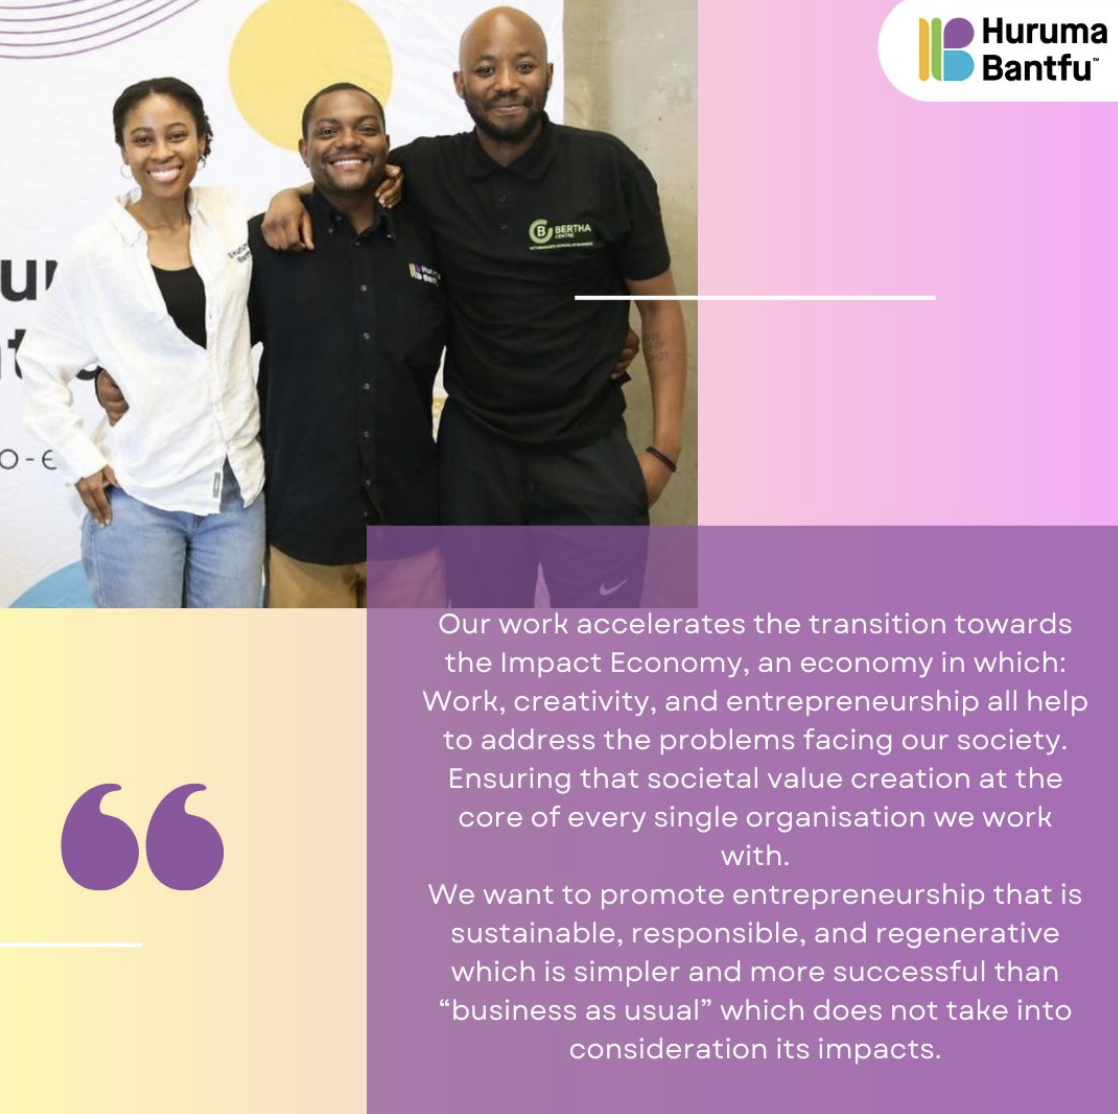 Huruma
Bantfu™
BERTHA
CENTRE
Our work accelerates the transition towards
the Impact Economy, an economy in which:
Work, creativity, and entrepreneurship all help
to address the problems facing our society.
Ensuring that societal value creation at the
core of every single organisation we work
with.
We want to promote entrepreneurship that is
sustainable, responsible, and regenerative
which is simpler and more successful than
“business as usual” which does not take into
consideration its impacts.